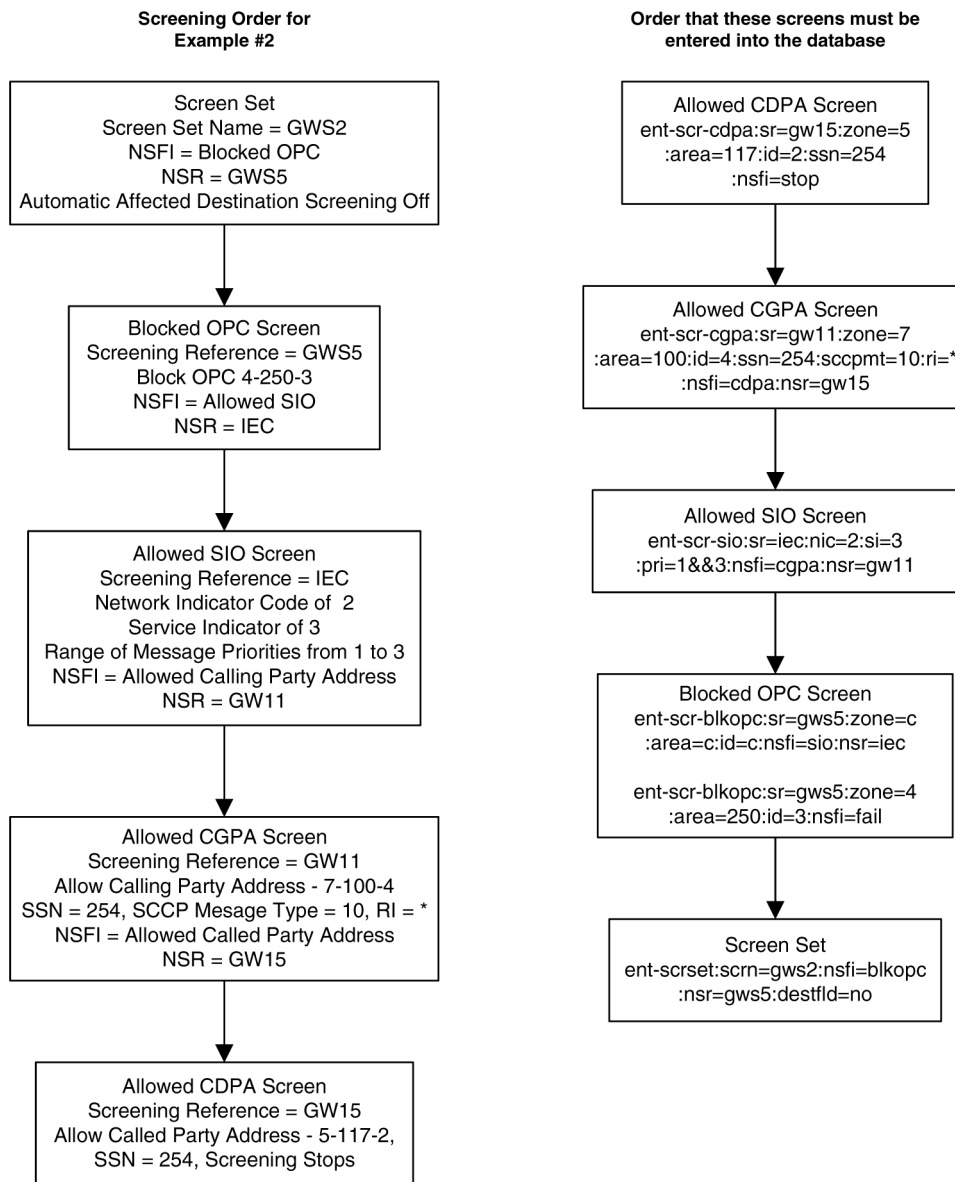 Screening Order for
Example #2
Screen Set
Screen Set Name = GWS2
NSFI = Blocked OPC
NSR = GWS5
Automatic Affected Destination Screening Off
Blocked OPC Screen
Screening Reference = GWS5
Block OPC 4-250-3
NSFI = Allowed SIO
NSR = IEC
Allowed SIO Screen
Screening Reference = IEC
Network Indicator Code of 2
Service Indicator of 3
Range of Message Priorities from 1 to 3
NSFI = Allowed Calling Party Address
NSR = GW11
Allowed CGPA Screen
Screening Reference = GW11
Allow Calling Party Address - 7-100-4
SSN = 254, SCCP Mesage Type = 10, RI = *
NSFI = Allowed Called Party Address
NSR = GW15
Allowed CDPA Screen
Screening Reference = GW15
Allow Called Party Address - 5-117-2,
SSN = 254, Screening Stops
Order that these screens must be
entered into the database
Allowed CDPA Screen
ent-scr-cdpa:sr=gw15:zone=5
:area=117:id=2:ssn=254
:nsfi=stop
Allowed CGPA Screen
ent-scr-cgpa:sr=gw11:zone=7
:area=100:id=4:ssn=254:sccpmt=10:ri=*
:nsfi=cdpa:nsr=gw15
Allowed SIO Screen
ent-scr-sio:sr=iec:nic=2:si=3
:pri=1&&3:nsfi=cgpa:nsr=gw11
Blocked OPC Screen
ent-scr-blkopc:sr=gws5:zone=c
:area=c:id=c:nsfi=sio:nsr=iec
ent-scr-blkopc:sr=gws5:zone=4
:area=250:id=3:nsfi=fail
Screen Set
ent-scrset:scrn=gws2:nsfi=blkopc
:nsr=gws5:destfld=no